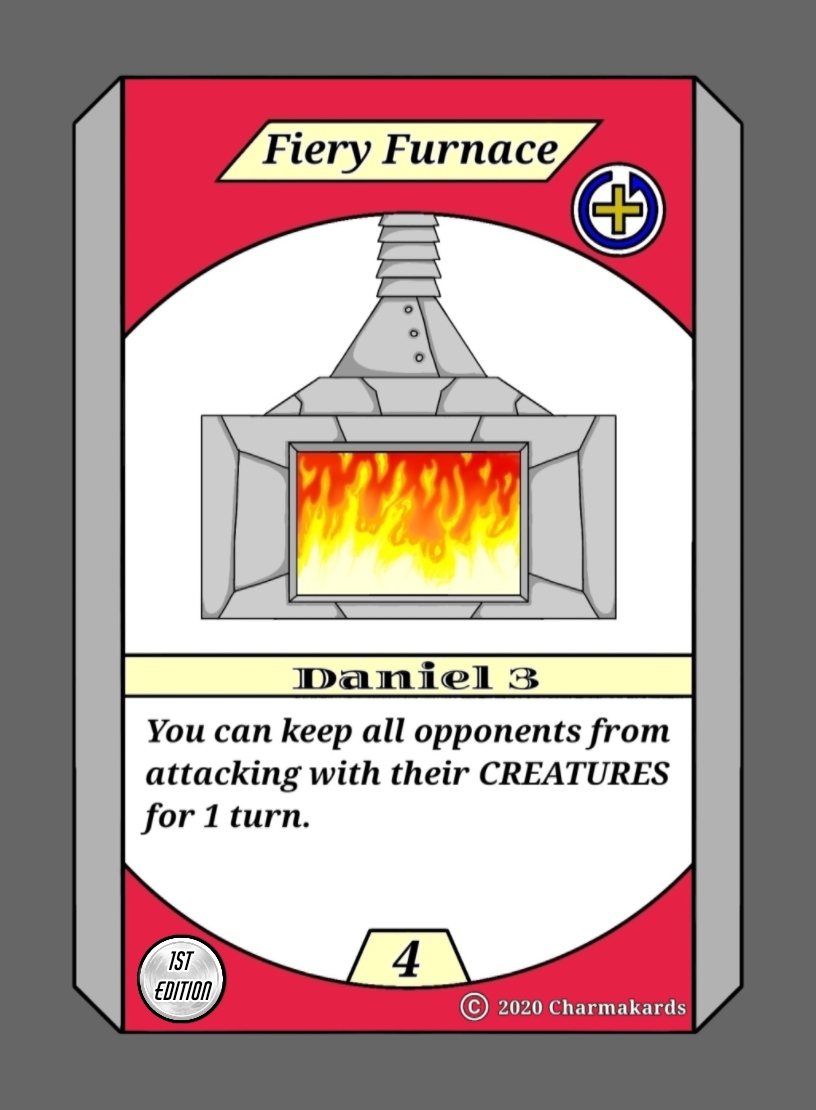 Fiery Furnace
Daniel 3
You can keep all opponents from
attacking with their CREATURES
for 1 turn.
4
1ST
EDITION
© 2020 Charmakards